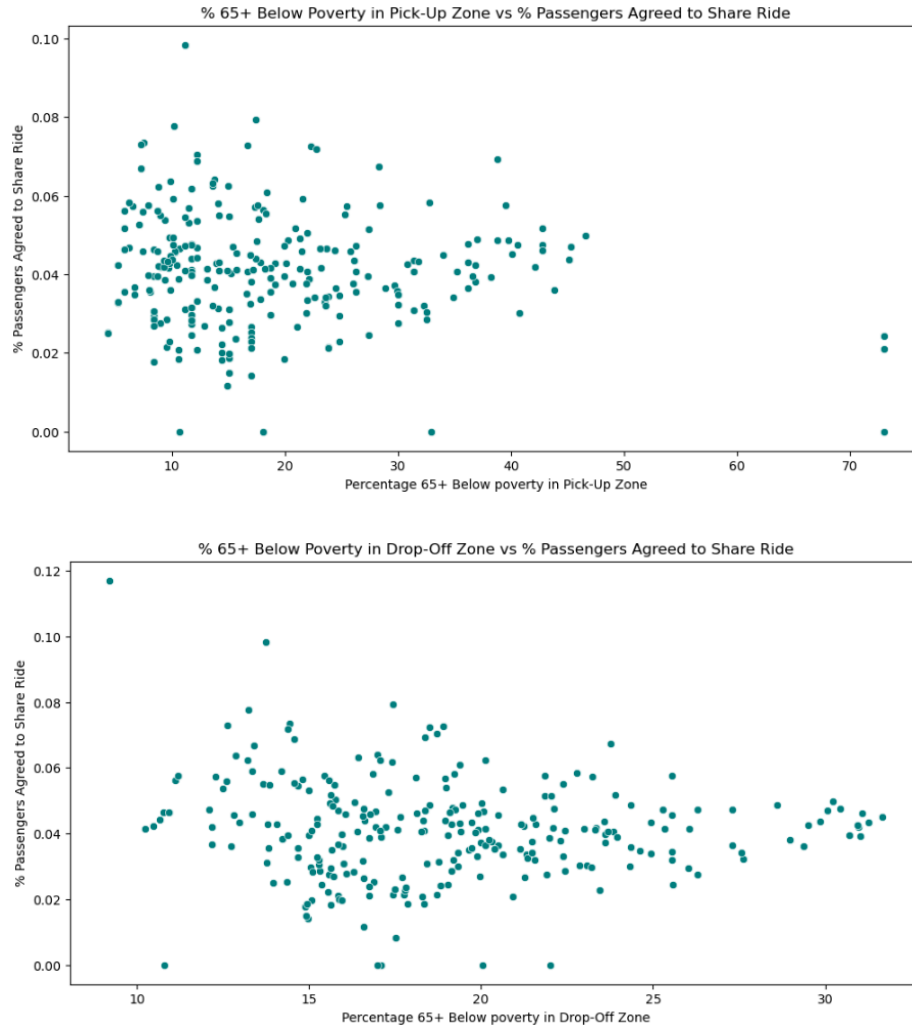 % 65+ Below Poverty in Pick-Up Zone vs % Passengers Agreed to Share Ride
0.10
0.08
0.06
0.04
0.02
0.00
% Passengers Agreed to Share Ride
10 20 30 40 50 60 70
Percentage 65+ Below poverty in Pick-Up Zone
% 65+ Below Poverty in Drop-Off Zone vs % Passengers Agreed to Share Ride
0.12
0.10
0.08
0.06
0.04
0.02
0.00
% Passengers Agreed to Share Ride
10 15 20 25 30
Percentage 65+ Below poverty in Drop-Off Zone